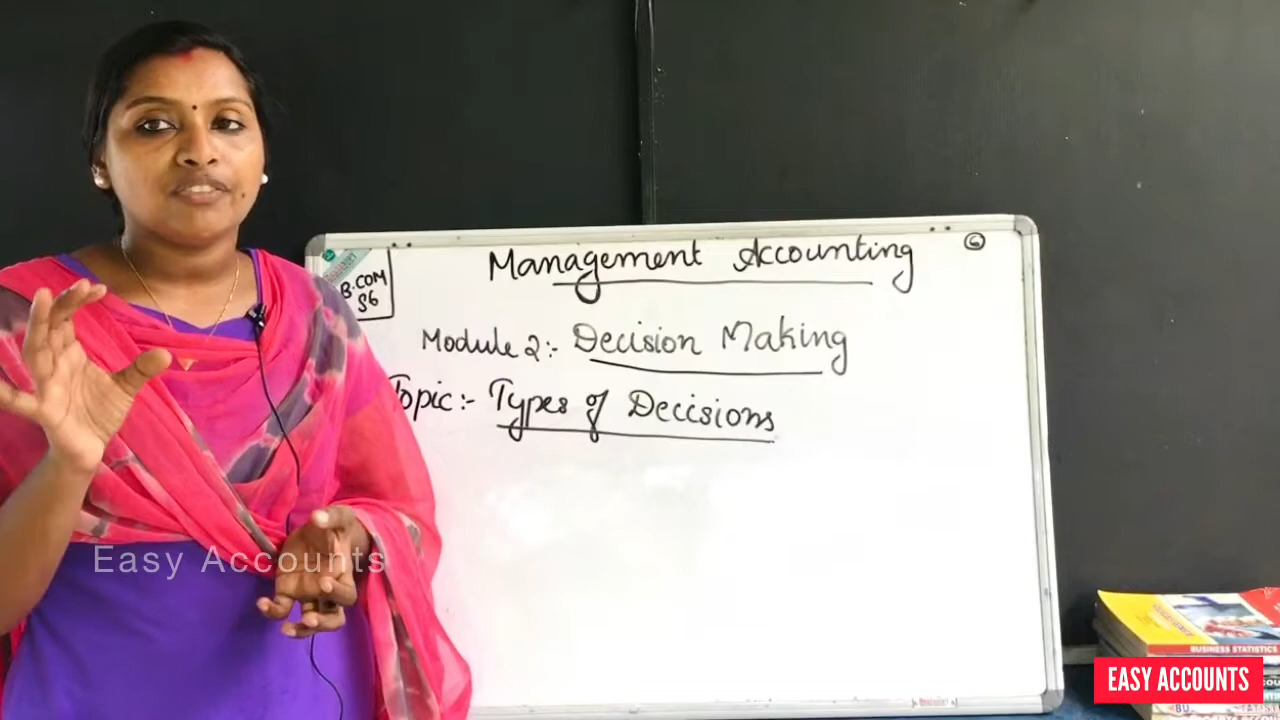 Management Accounting
6
B.COM
S6
Module 2:- Decision Making
Topic:- Types of Decisions
Easy Accounts
BUSINESS STATISTICS
EASY ACCOUNTS